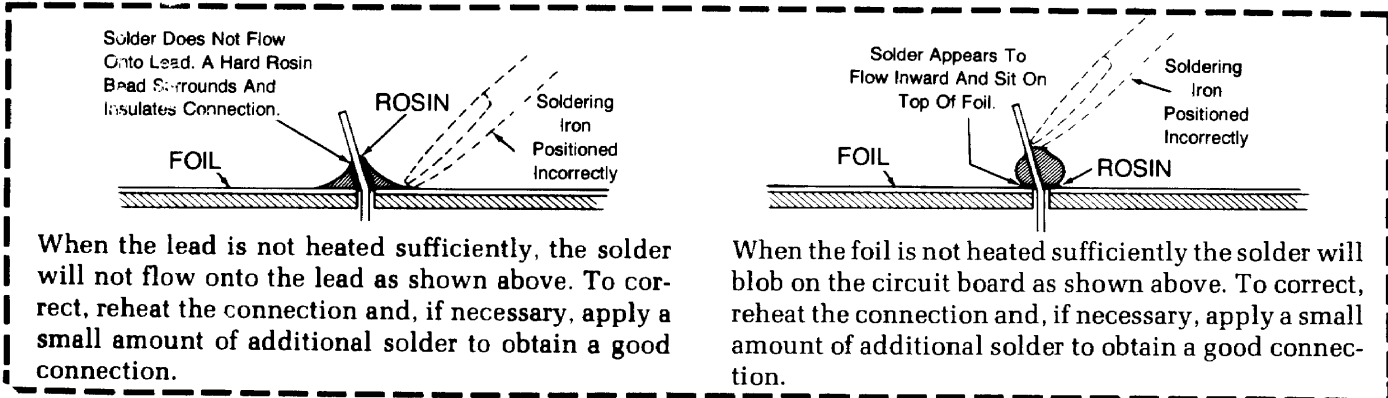 Solder Does Not Flow
Onto Lead. A Hard Rosin
Bead Surrounds And
Insulates Connection.
ROSIN
Soldering
Iron
Positioned
Incorrectly
FOIL
When the lead is not heated sufficiently, the solder
will not flow onto the lead as shown above. To cor-
rect, reheat the connection and, if necessary, apply a
small amount of additional solder to obtain a good
connection.
Solder Appears To
Flow Inward And Sit On
Top Of Foil.
Soldering
Iron
Positioned
Incorrectly
FOIL
ROSIN
When the foil is not heated sufficiently the solder will
blob on the circuit board as shown above. To correct,
reheat the connection and, if necessary, apply a small
amount of additional solder to obtain a good connec-
tion.